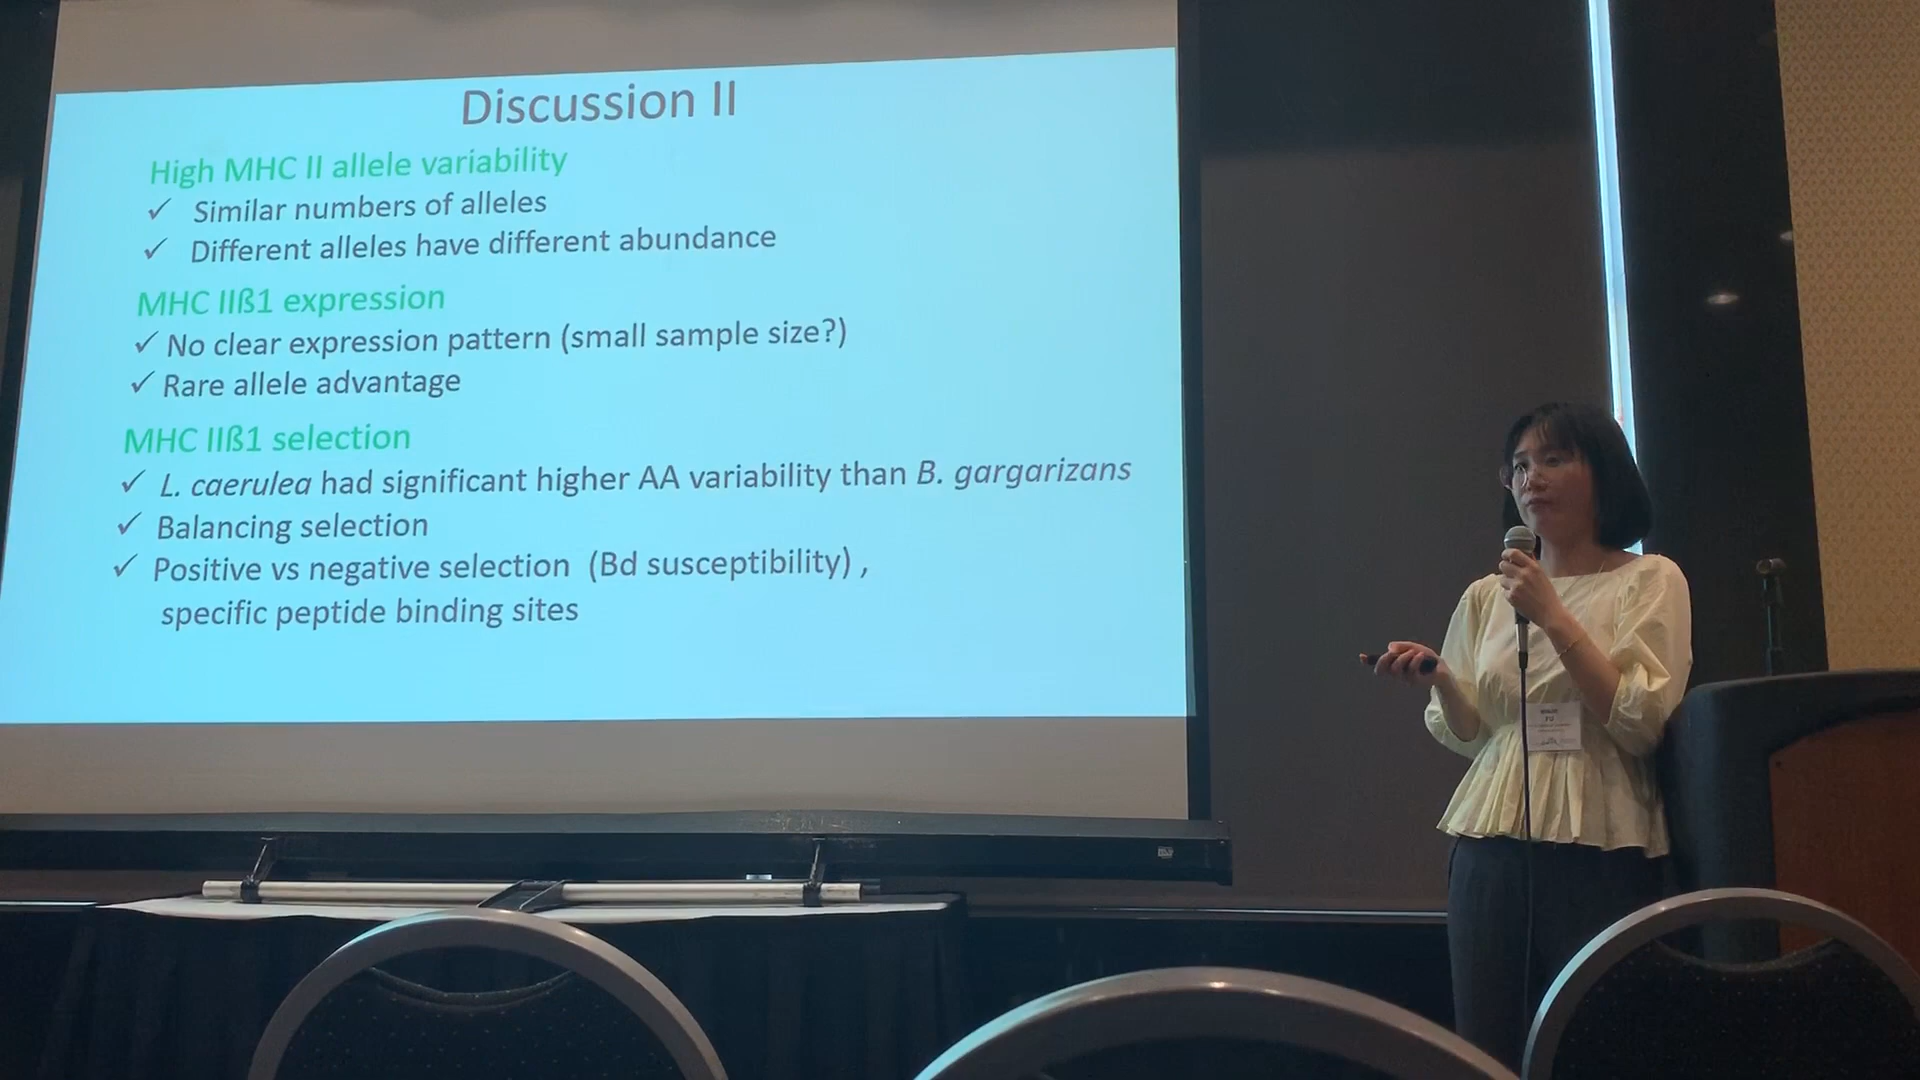 Discussion II
High MHC II allele variability
✓ Similar numbers of alleles
✓ Different alleles have different abundance
MHC IIß1 expression
✓ No clear expression pattern (small sample size?)
✓ Rare allele advantage
MHC IIß1 selection
✓ L. caerulea had significant higher AA variability than B. gargarizans
✓ Balancing selection
✓ Positive vs negative selection (Bd susceptibility) ,
specific peptide binding sites
FU